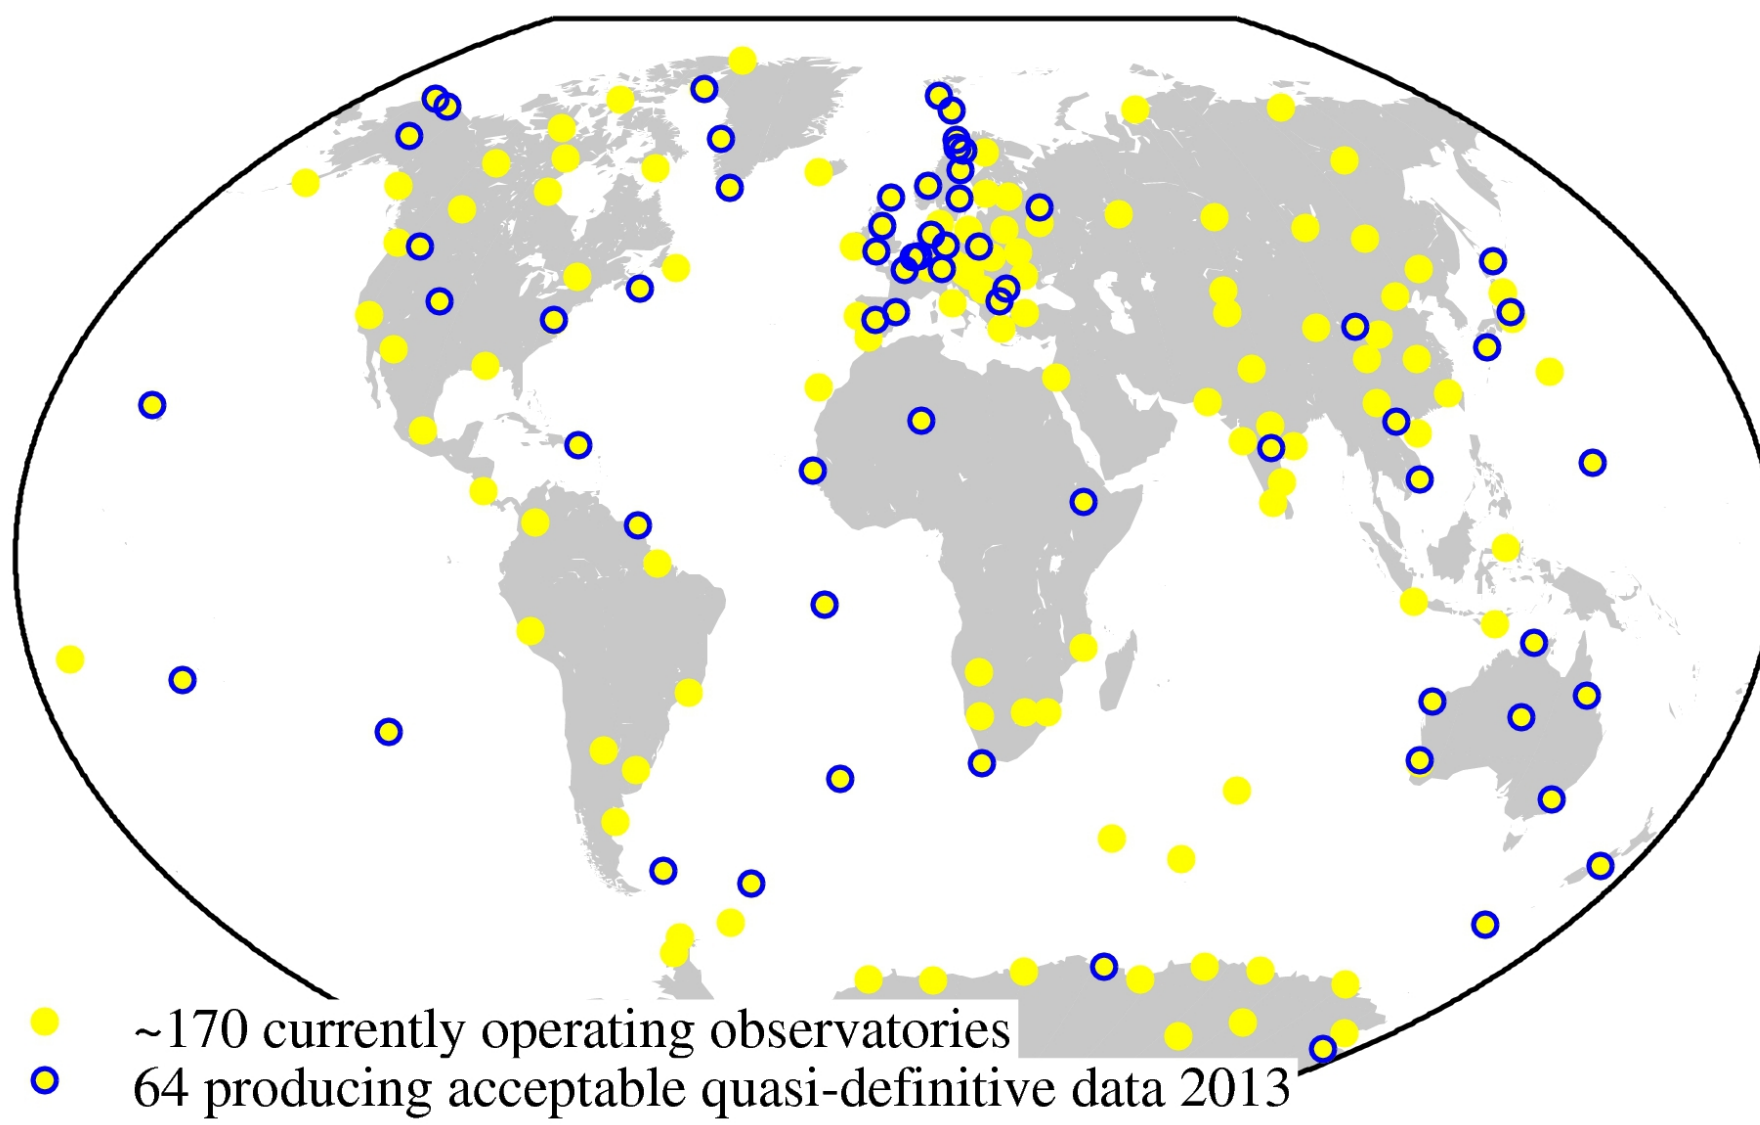 ~170 currently operating observatories
64 producing acceptable quasi-definitive data 2013